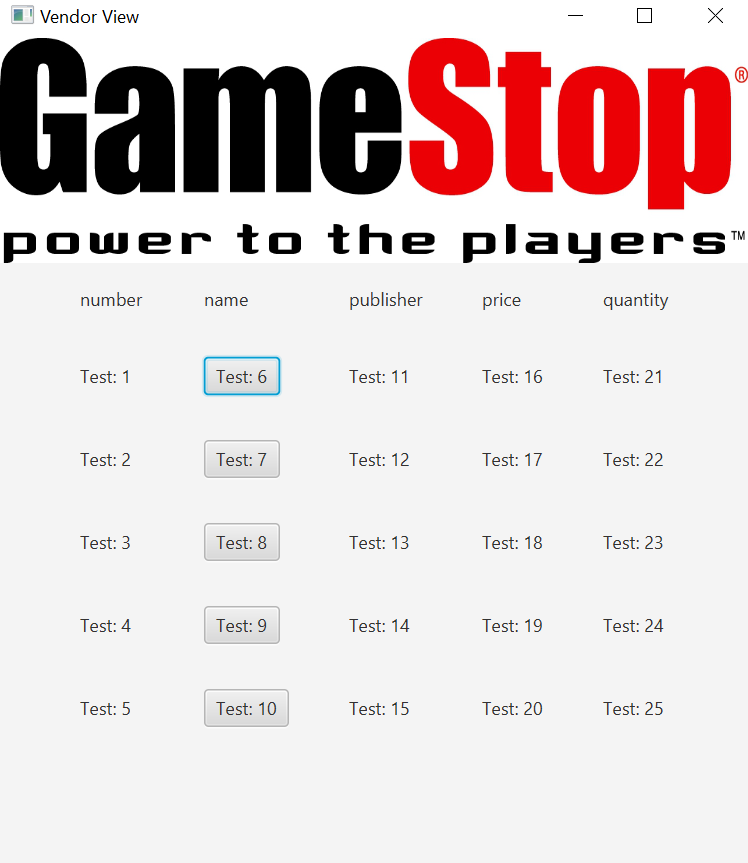 Vendor View
GameStop®
power to the players™
number name publisher price quantity
Test: 1 Test: 6 Test: 11 Test: 16 Test: 21
Test: 2 Test: 7 Test: 12 Test: 17 Test: 22
Test: 3 Test: 8 Test: 13 Test: 18 Test: 23
Test: 4 Test: 9 Test: 14 Test: 19 Test: 24
Test: 5 Test: 10 Test: 15 Test: 20 Test: 25